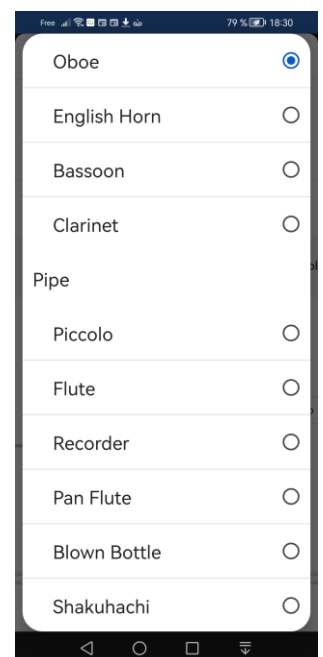 Free 79 % 18:30
Oboe
English Horn
Bassoon
Clarinet
Pipe
Piccolo
Flute
Recorder
Pan Flute
Blown Bottle
Shakuhachi